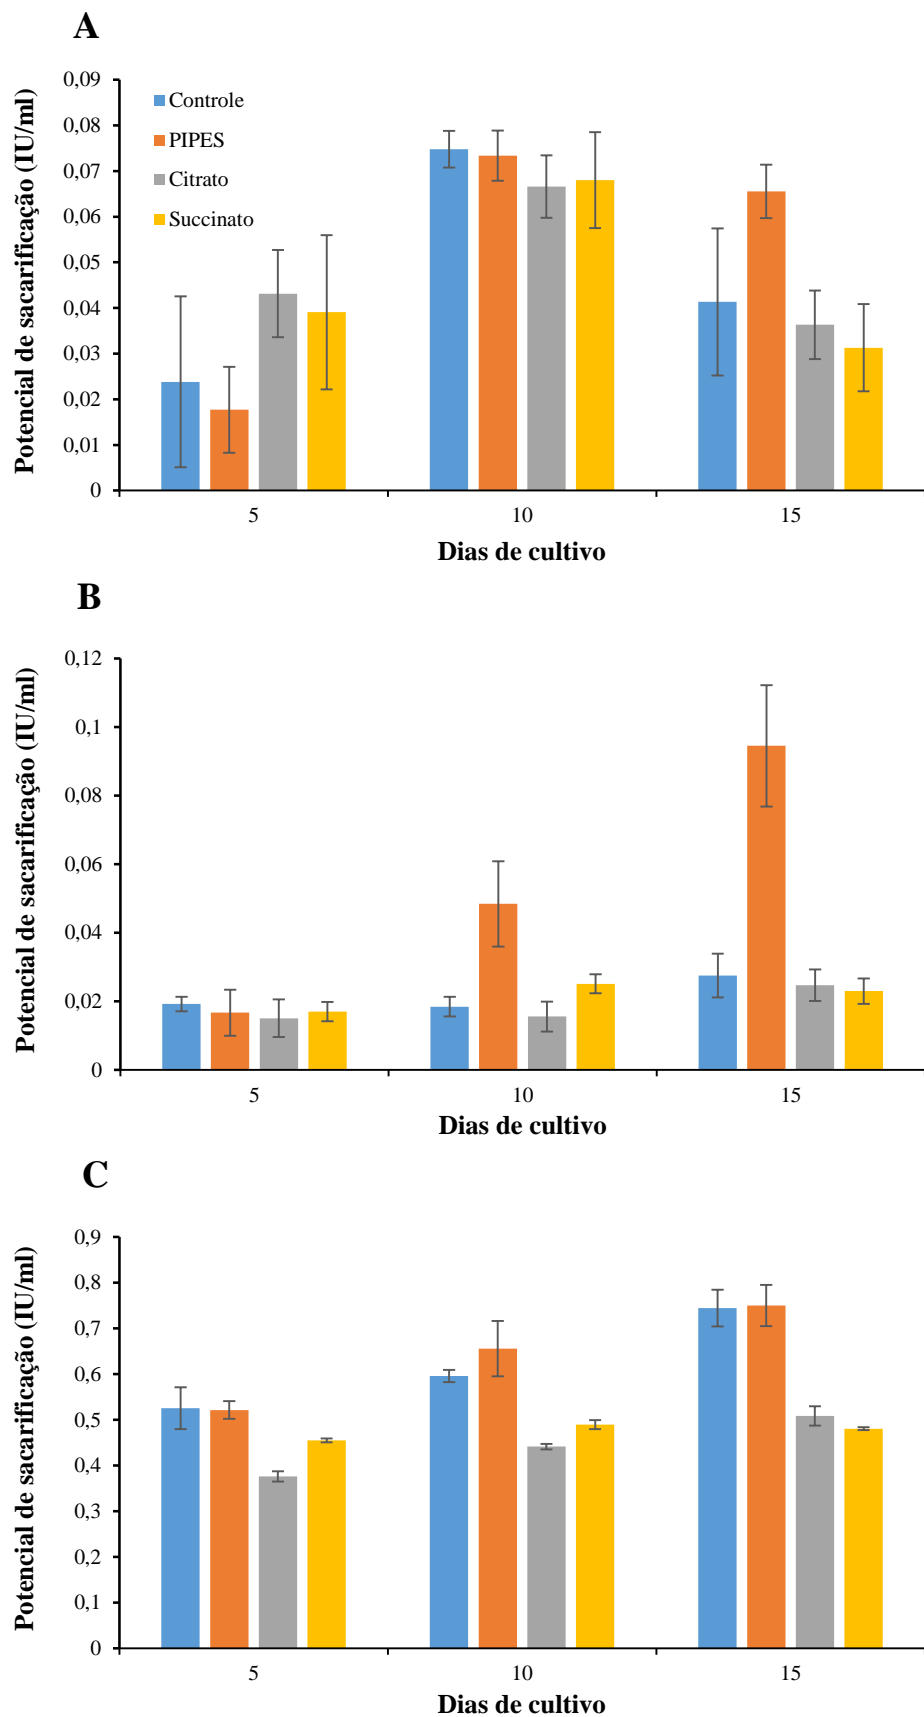 A
Potencial de sacarificação (IU/ml)
0,09
0,08
0,07
0,06
0,05
0,04
0,03
0,02
0,01
0
Controle
PIPES
Citrato
Succinato
5 10 15
Dias de cultivo
B
Potencial de sacarificação (IU/ml)
0,12
0,1
0,08
0,06
0,04
0,02
0
5 10 15
Dias de cultivo
C
Potencial de sacarificação (IU/ml)
0,9
0,8
0,7
0,6
0,5
0,4
0,3
0,2
0,1
0
5 10 15
Dias de cultivo